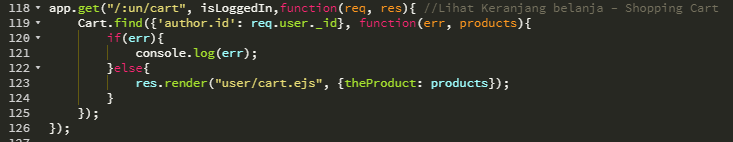 118 app.get("/:un/cart", isLoggedIn,function(req, res){ //Lihat Keranjang belanja – Shopping Cart
119 Cart.find({'author.id': req.user._id}, function(err, products){
120 if(err){
121 console.log(err);
122 }else{
123 res.render("user/cart.ejs", {theProduct: products});
124 }
125 });
126 });